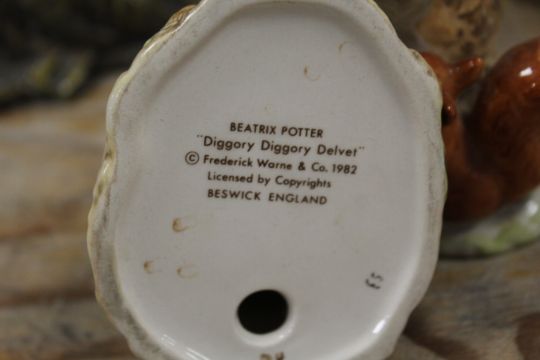 BEATRIX POTTER
"Diggory Diggory Delvet"
© Frederick Warne & Co. 1982
Licensed by Copyrights
BESWICK ENGLAND